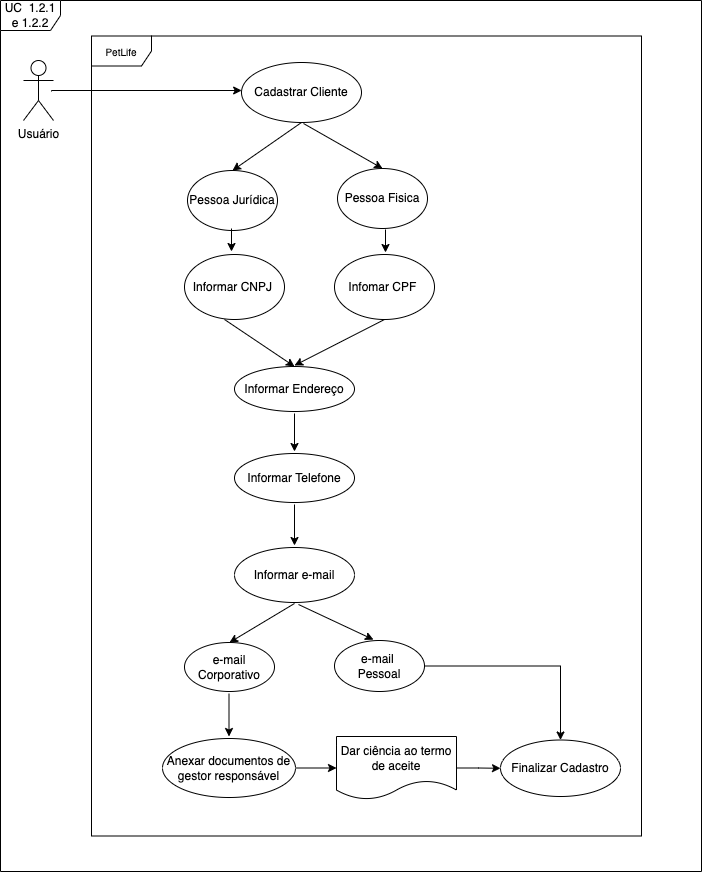 UC 1.2.1
e 1.2.2
PetLife
Usuário
Cadastrar Cliente
Pessoa Jurídica
Pessoa Fisica
Informar CNPJ
Infomar CPF
Informar Endereço
Informar Telefone
Informar e-mail
e-mail
Corporativo
e-mail
Pessoal
Anexar documentos de
gestor responsável
Dar ciência ao termo
de aceite
Finalizar Cadastro